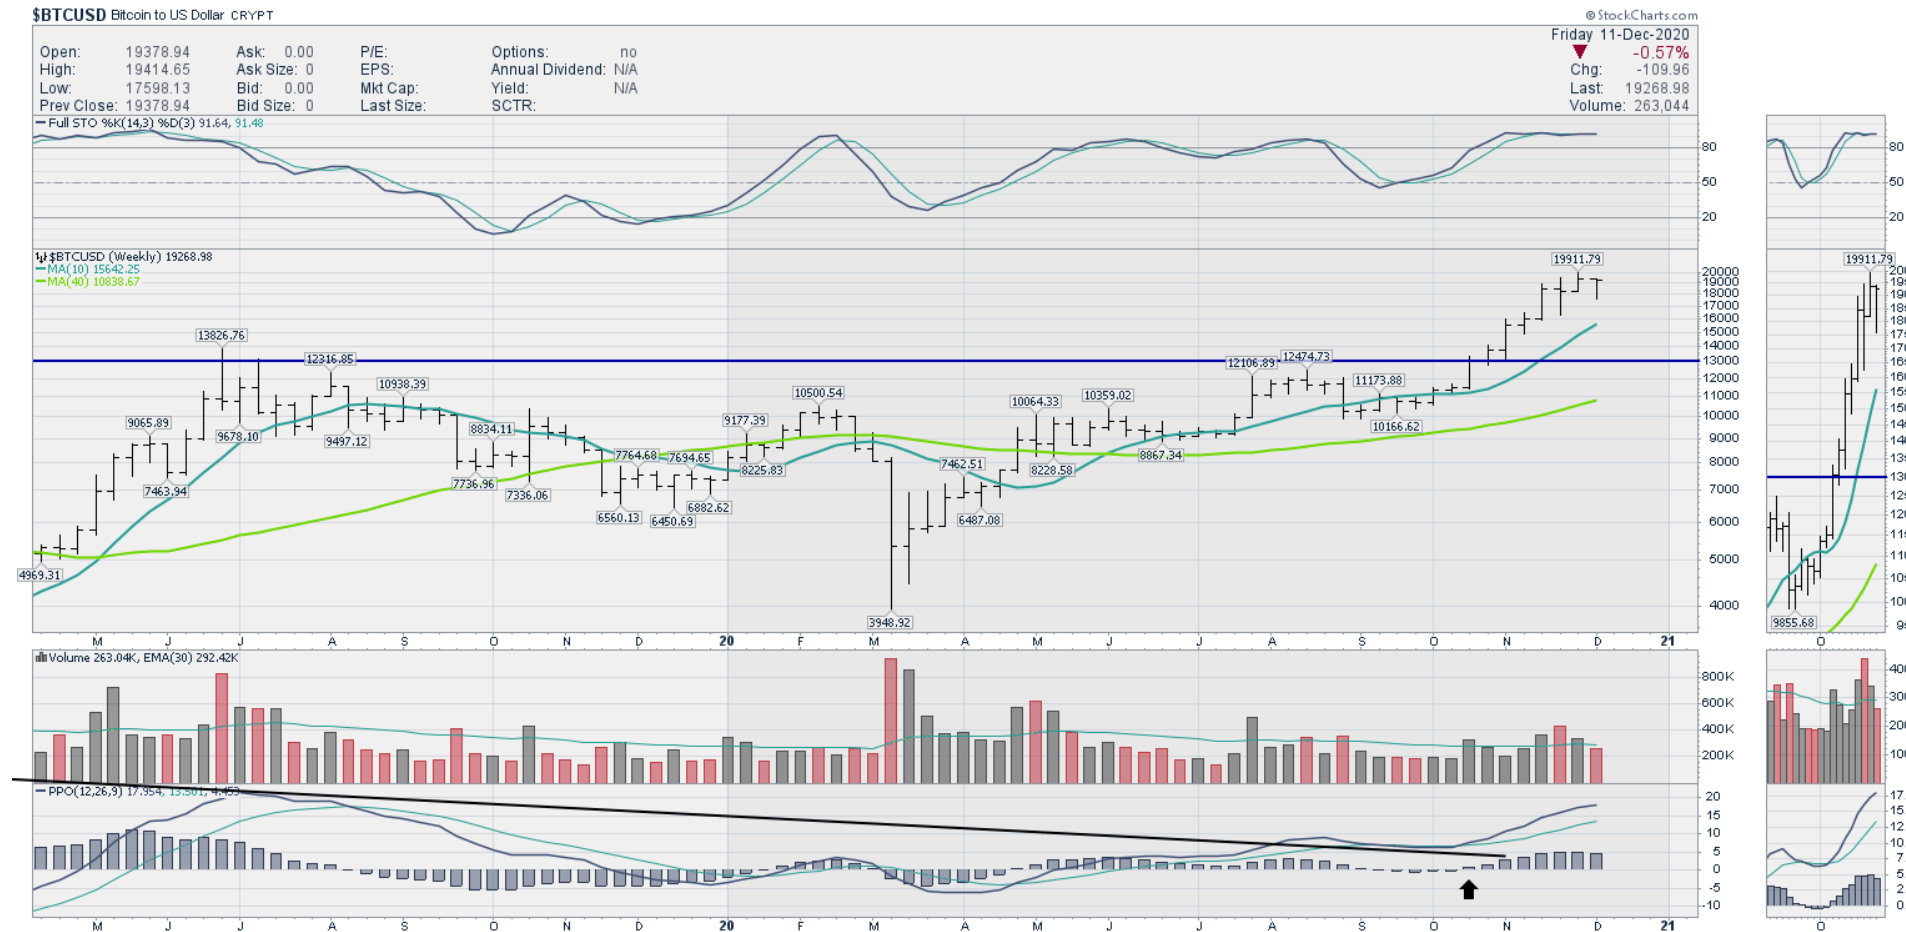 $BTCUSD Bitcoin to US Dollar CRYPT
© StockCharts.com
Friday 11-Dec-2020
Open: 19378.94 Ask: 0.00 P/E: Options: no
-0.57%
High: 19414.65 Ask Size: 0 EPS: Annual Dividend: N/A
Chg: -109.96
Low: 17598.13 Bid: 0.00 Mkt Cap: Yield: N/A
Last: 19268.98
Prev Close: 19378.94 Bid Size: 0 Last Size: SCTR:
Volume: 263,044
Full STO %K(14,3) %D(3) 91.64, 91.48
80
50
20
80
50
20
$BTCUSD (Weekly) 19268.98
MA(10) 15642.25
MA(40) 10838.67
19911.79
13826.76
12316.85
12106.89
12474.73
10938.39
11173.88
10500.54
10064.33
10359.02
9065.89
9678.10
9497.12
8834.11
9177.39
10166.62
7764.68
7694.65
8225.83
7462.51
8228.58
8867.34
7463.94
7736.96
7336.06
6560.13
6450.69
6882.62
6487.08
4969.31
3948.92
20000
19000
18000
17000
16000
15000
14000
13000
12000
11000
10000
9000
8000
7000
6000
5000
4000
19911.79
9855.68
M J J A S O N D 20 F M A M J J A S O N D 21
O
Volume 263.04K, EMA(30) 292.42K
800K
600K
400K
200K
PPO(12,26,9) 17.954, 13.501, 4.453
20
15
10
5
0
-5
-10
M J J A S O N D 20 F M A M J J A S O N D 21
O